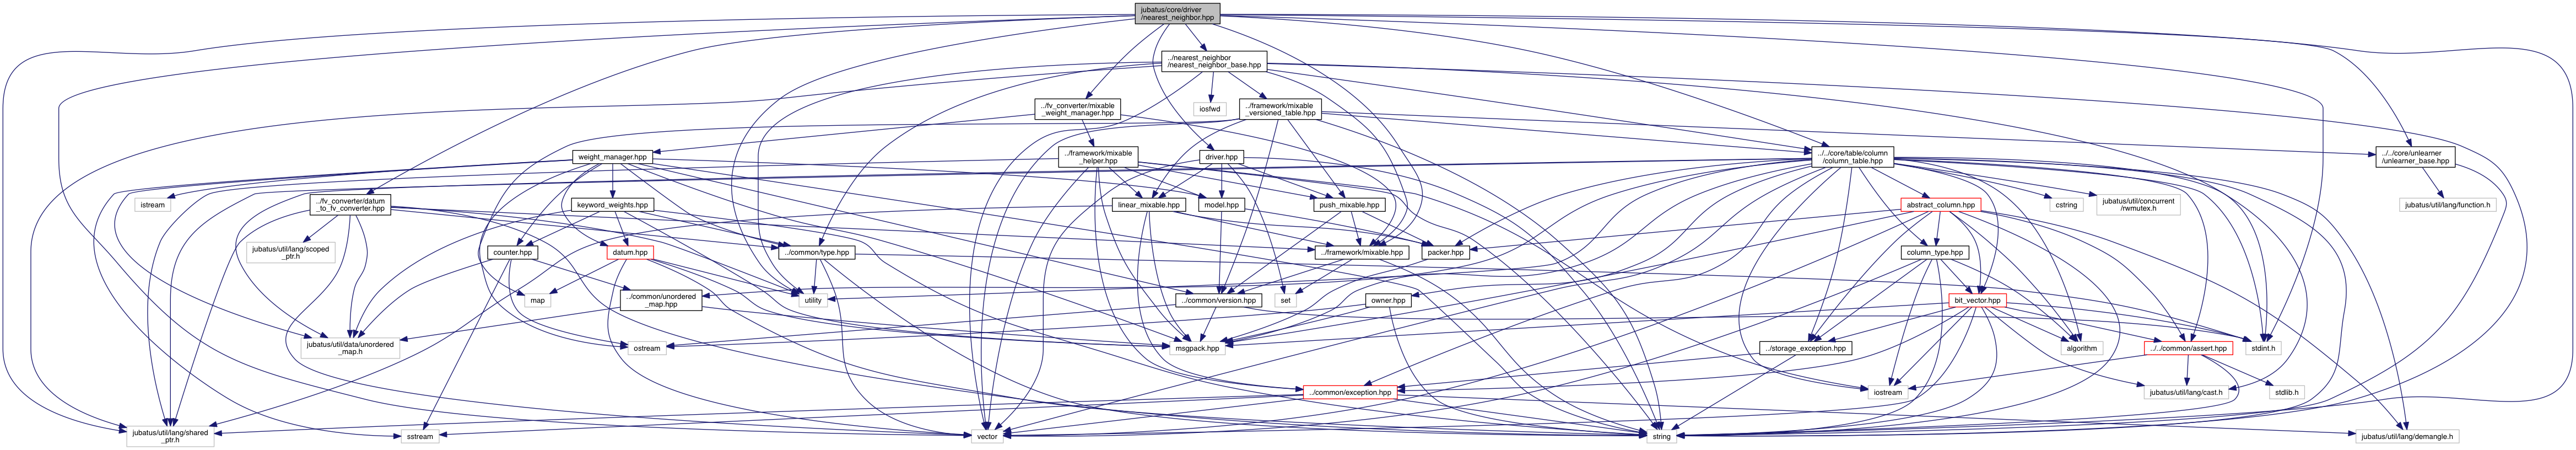 jubatus/core/driver
/nearest_neighbor.hpp
../nearest_neighbor
/nearest_neighbor_base.hpp
../fv_converter/mixable
_weight_manager.hpp
iosfwd
../framework/mixable
_versioned_table.hpp
weight_manager.hpp
../framework/mixable
_helper.hpp
driver.hpp
../../core/table/column
/column_table.hpp
../../core/unlearner
/unlearner_base.hpp
istream
../fv_converter/datum
_to_fv_converter.hpp
keyword_weights.hpp
linear_mixable.hpp
model.hpp
push_mixable.hpp
abstract_column.hpp
cstring
jubatus/util/concurrent
/rwmutex.h
jubatus/util/lang/function.h
jubatus/util/lang/scoped
_ptr.h
counter.hpp
datum.hpp
../common/type.hpp
../framework/mixable.hpp
packer.hpp
column_type.hpp
map
../common/unordered
_map.hpp
utility
../common/version.hpp
set
owner.hpp
bit_vector.hpp
jubatus/util/data/unordered
_map.h
ostream
msgpack.hpp
../storage_exception.hpp
algorithm
../../common/assert.hpp
stdint.h
../common/exception.hpp
iostream
jubatus/util/lang/cast.h
stdlib.h
jubatus/util/lang/shared
_ptr.h
sstream
vector
string
jubatus/util/lang/demangle.h